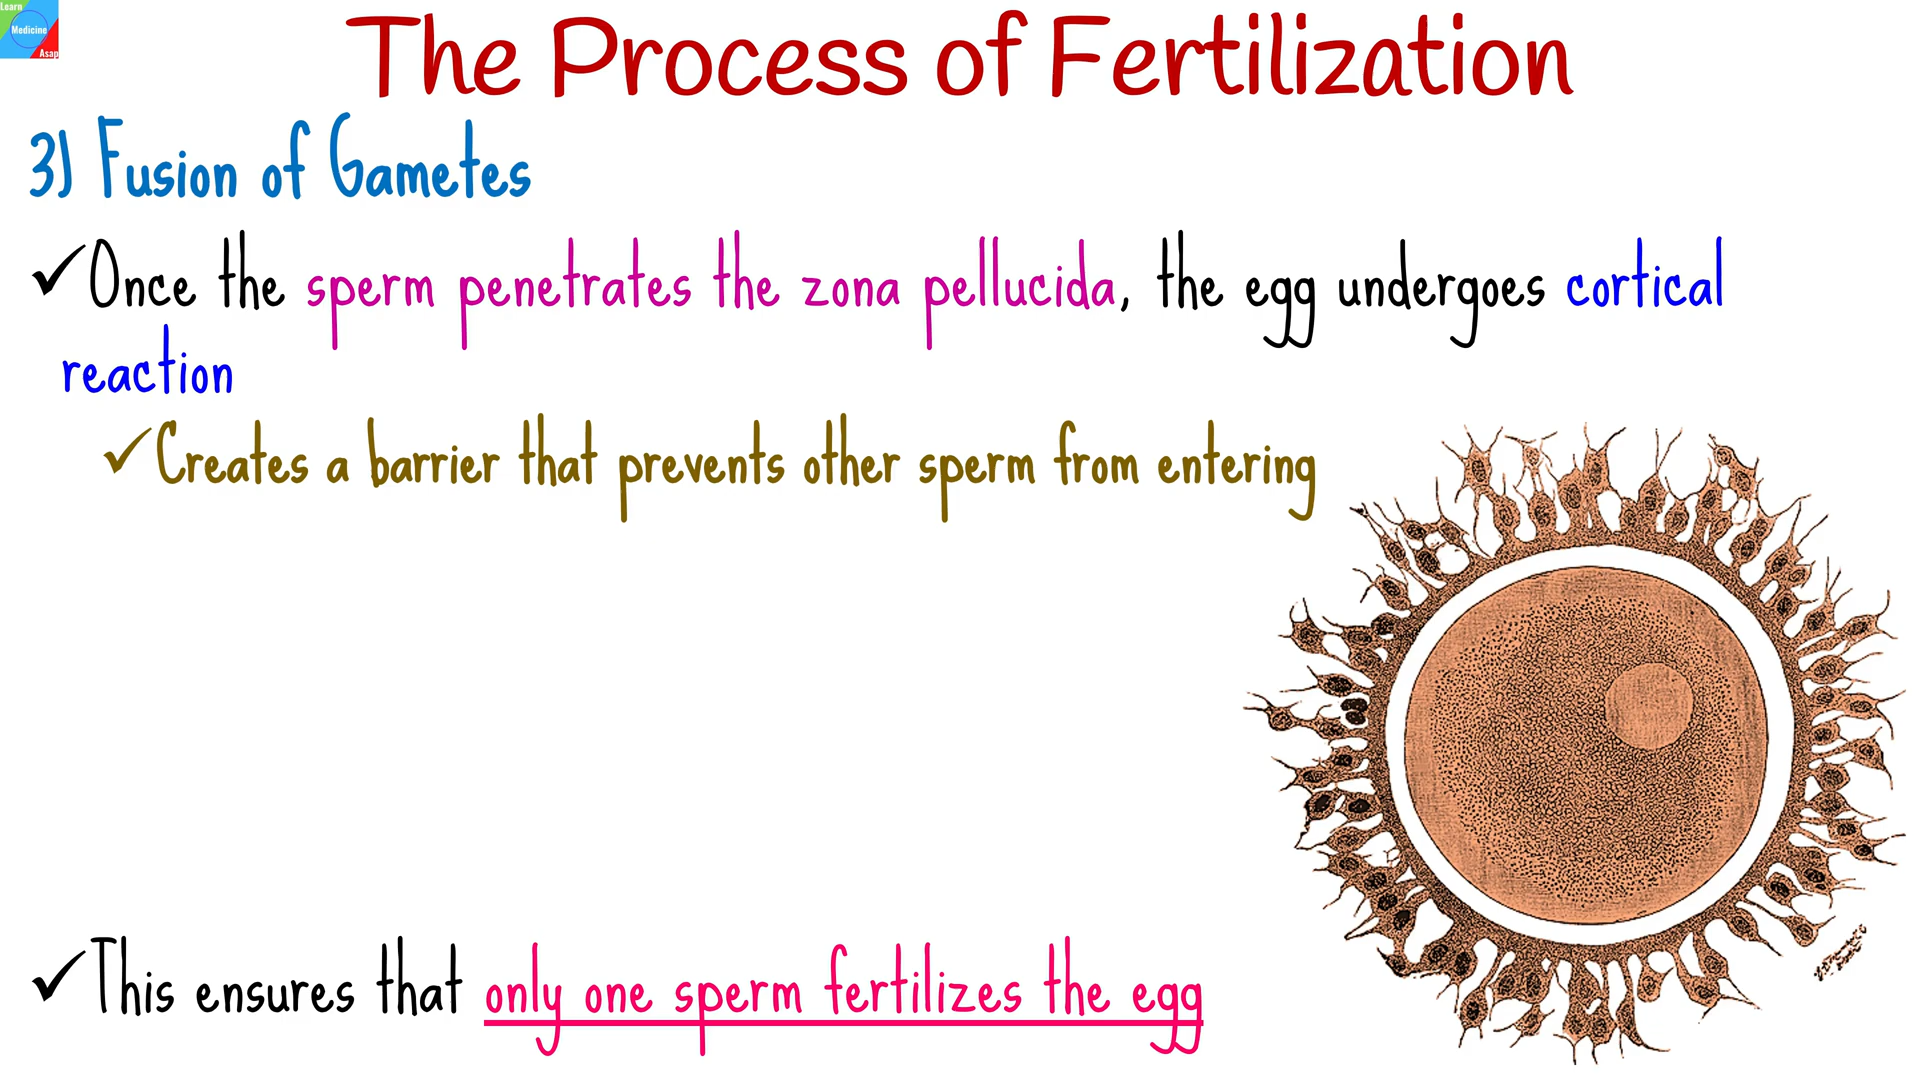 Learn
Medicine
Asap
The Process of Fertilization
3) Fusion of Gametes
✓Once the sperm penetrates the zona pellucida, the egg undergoes cortical
reaction
✓Creates a barrier that prevents other sperm from entering
✓This ensures that only one sperm fertilizes the egg